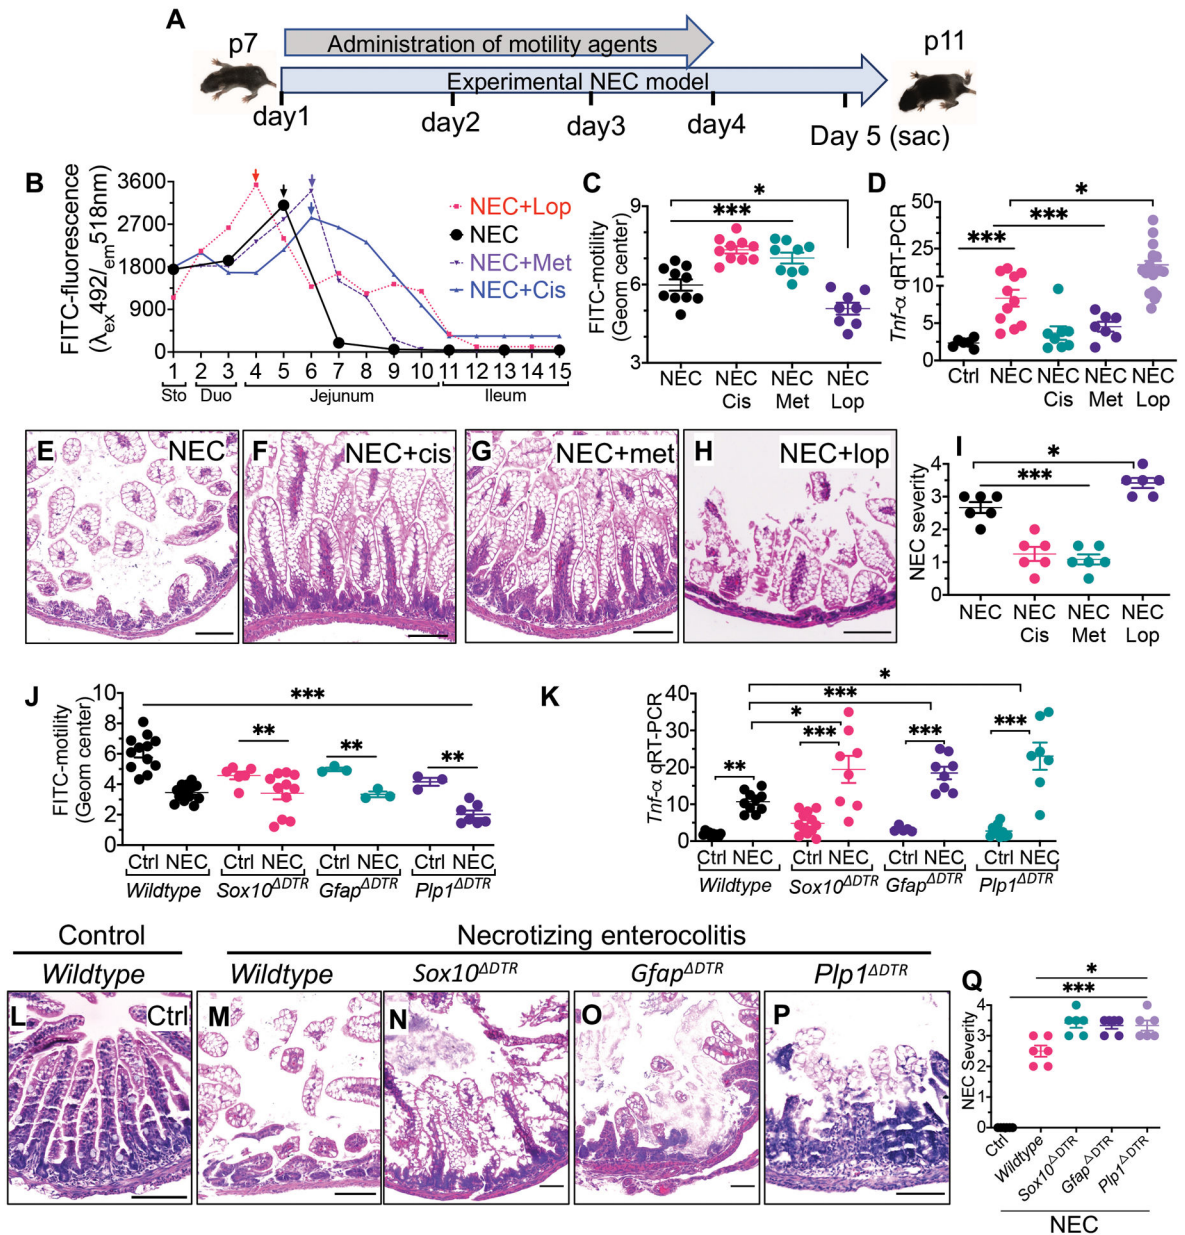 A
p7
Administration of motility agents
p11
Experimental NEC model
day1
day2
day3
day4
Day 5 (sac)
B
FITC-fluorescence
(λex492/em518nm)
3600
2700
1800
900
0
NEC+Lop
NEC
NEC+Met
NEC+Cis
1 2 3 4 5 6 7 8 9 10 11 12 13 14 15
Sto Duo Jejunum Ileum
C
FITC-motility
(Geom center)
9
6
3
*
***
NEC NEC NEC NEC
Cis Met Lop
D
Tnf-α qRT-PCR
50
25
10
5
0
*
***
***
Ctrl NEC NEC NEC NEC
Cis Met Lop
E NEC
F NEC+cis
G NEC+met
H NEC+lop
I
NEC severity
4
3
2
1
0
*
***
NEC NEC NEC NEC
Cis Met Lop
J
FITC-motility
(Geom center)
10
8
6
4
2
0
***
**
**
**
Ctrl NEC Ctrl NEC Ctrl NEC Ctrl NEC
Wildtype Sox10ΔDTR GfapΔDTR Plp1ΔDTR
K
Tnf-α qRT-PCR
40
30
20
10
0
*
***
*
** *** *** ***
Ctrl NEC Ctrl NEC Ctrl NEC Ctrl NEC
Wildtype Sox10ΔDTR GfapΔDTR Plp1ΔDTR
Control Necrotizing enterocolitis
Wildtype Wildtype Sox10ΔDTR GfapΔDTR Plp1ΔDTR
L Ctrl
M
N
O
P
Q
NEC Severity
4
3
2
1
0
*
***
Ctrl
Wildtype
Sox10ΔDTR
GfapΔDTR
Plp1ΔDTR
NEC